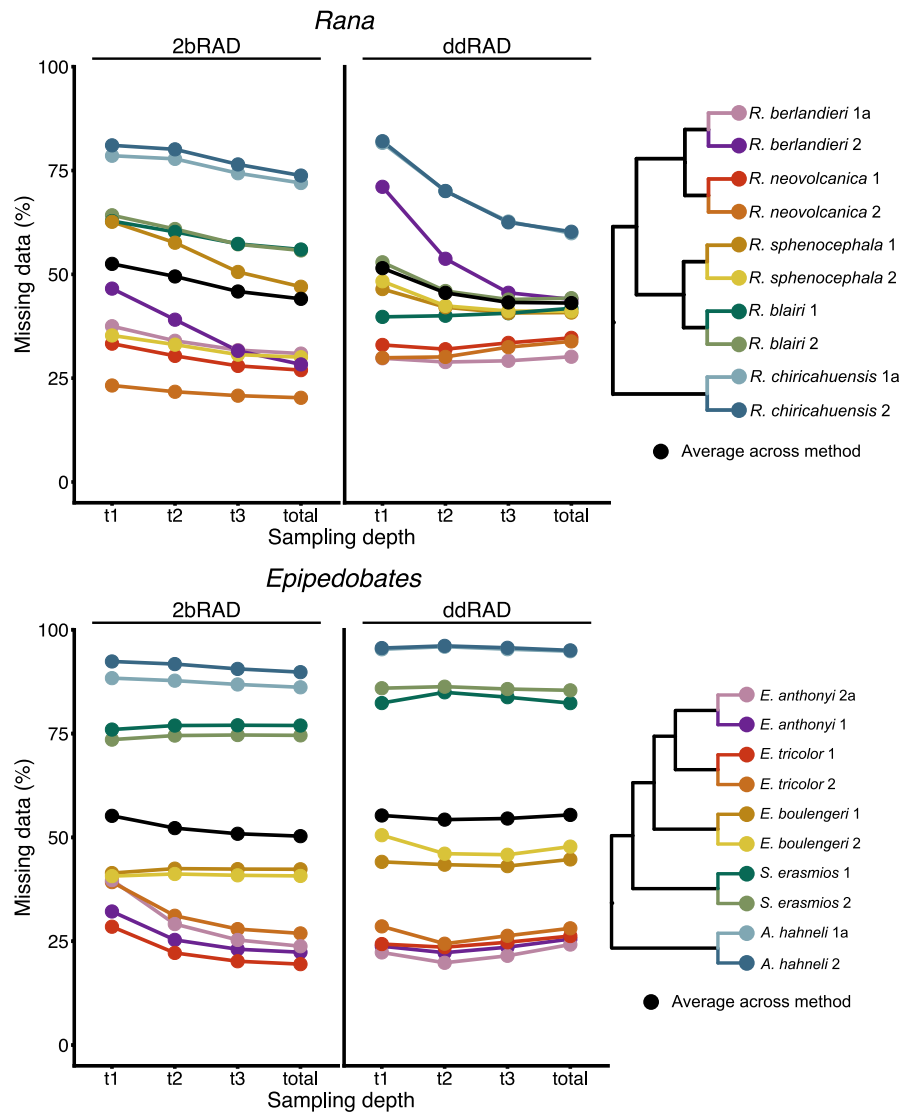 Rana
2bRAD ddRAD
Missing data (%)
100
75
50
25
0
t1 t2 t3 total t1 t2 t3 total
Sampling depth Sampling depth
R. berlandieri 1a
R. berlandieri 2
R. neovolcanica 1
R. neovolcanica 2
R. sphenocephala 1
R. sphenocephala 2
R. blairi 1
R. blairi 2
R. chiricahuensis 1a
R. chiricahuensis 2
Average across method
Epipedobates
2bRAD ddRAD
Missing data (%)
100
75
50
25
0
t1 t2 t3 total t1 t2 t3 total
Sampling depth Sampling depth
E. anthonyi 2a
E. anthonyi 1
E. tricolor 1
E. tricolor 2
E. boulengeri 1
E. boulengeri 2
S. erasmios 1
S. erasmios 2
A. hahneli 1a
A. hahneli 2
Average across method